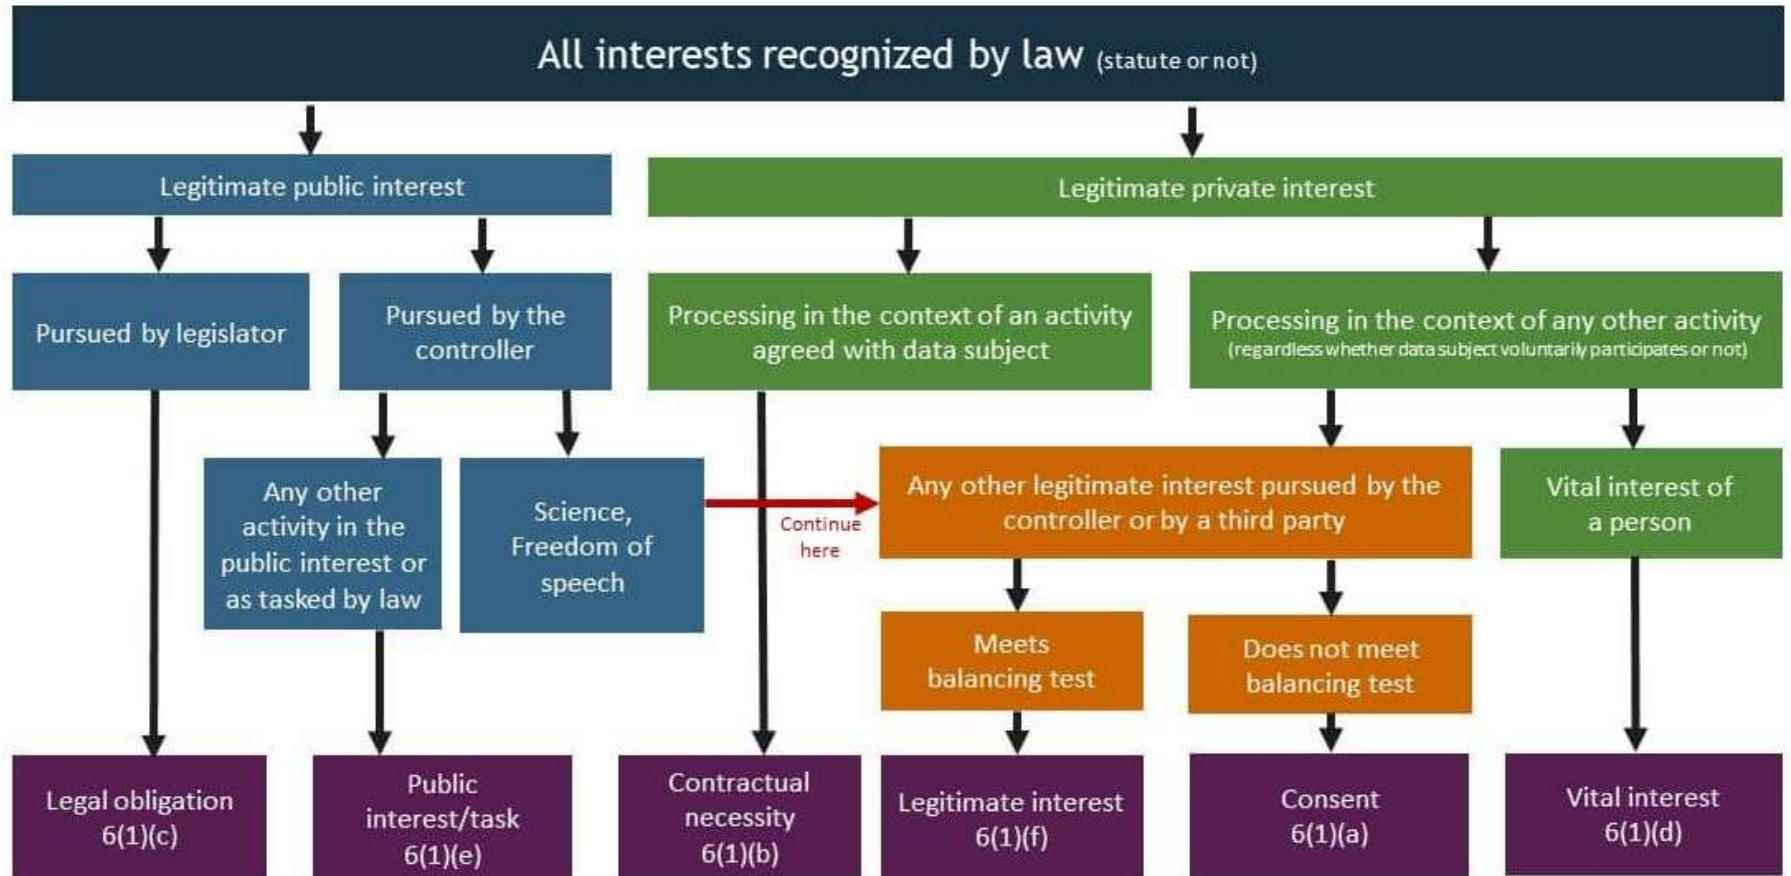 All interests recognized by law (statute or not)
Legitimate public interest
Legitimate private interest
Pursued by legislator
Pursued by the
controller
Processing in the context of an activity
agreed with data subject
Processing in the context of any other activity
(regardless whether data subject voluntarily participates or not)
Any other
activity in the
public interest or
as tasked by law
Science,
Freedom of
speech
Continue
here
Any other legitimate interest pursued by the
controller or by a third party
Vital interest of
a person
Meets
balancing test
Does not meet
balancing test
Legal obligation
6(1)(c)
Public
interest/task
6(1)(e)
Contractual
necessity
6(1)(b)
Legitimate interest
6(1)(f)
Consent
6(1)(a)
Vital interest
6(1)(d)